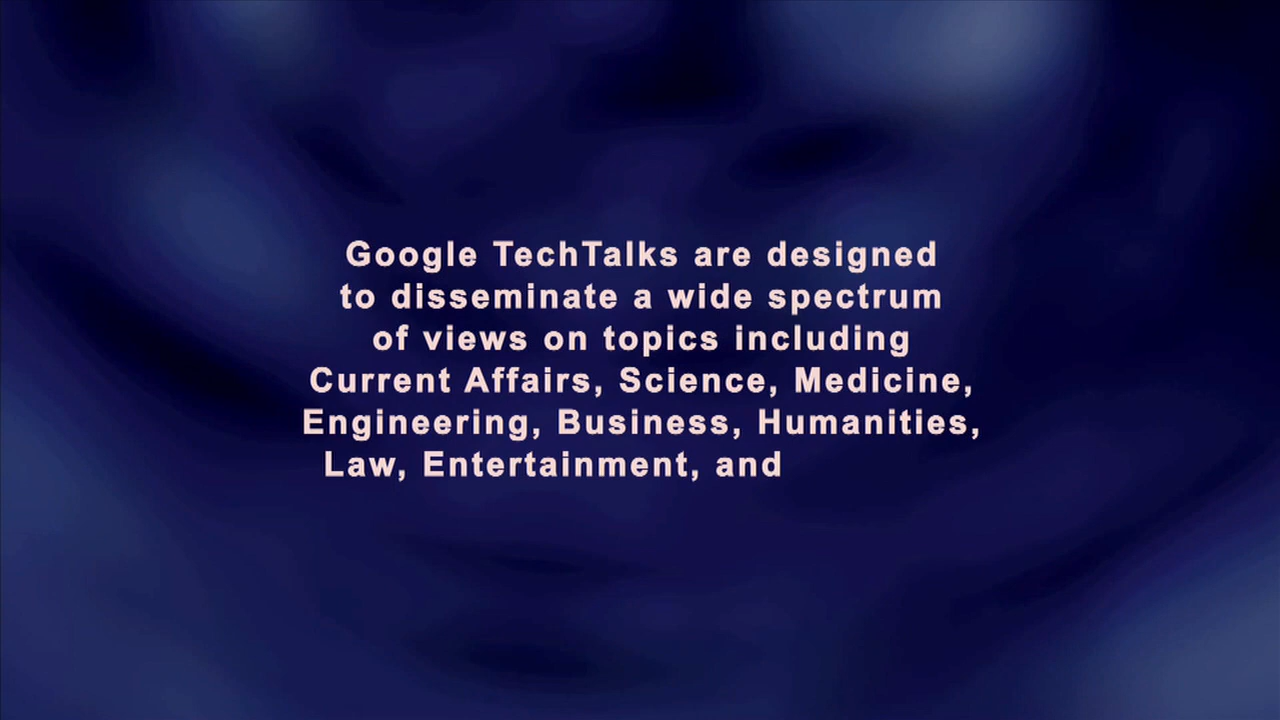 Google TechTalks are designed
to disseminate a wide spectrum
of views on topics including
Current Affairs, Science, Medicine,
Engineering, Business, Humanities,
Law, Entertainment, and